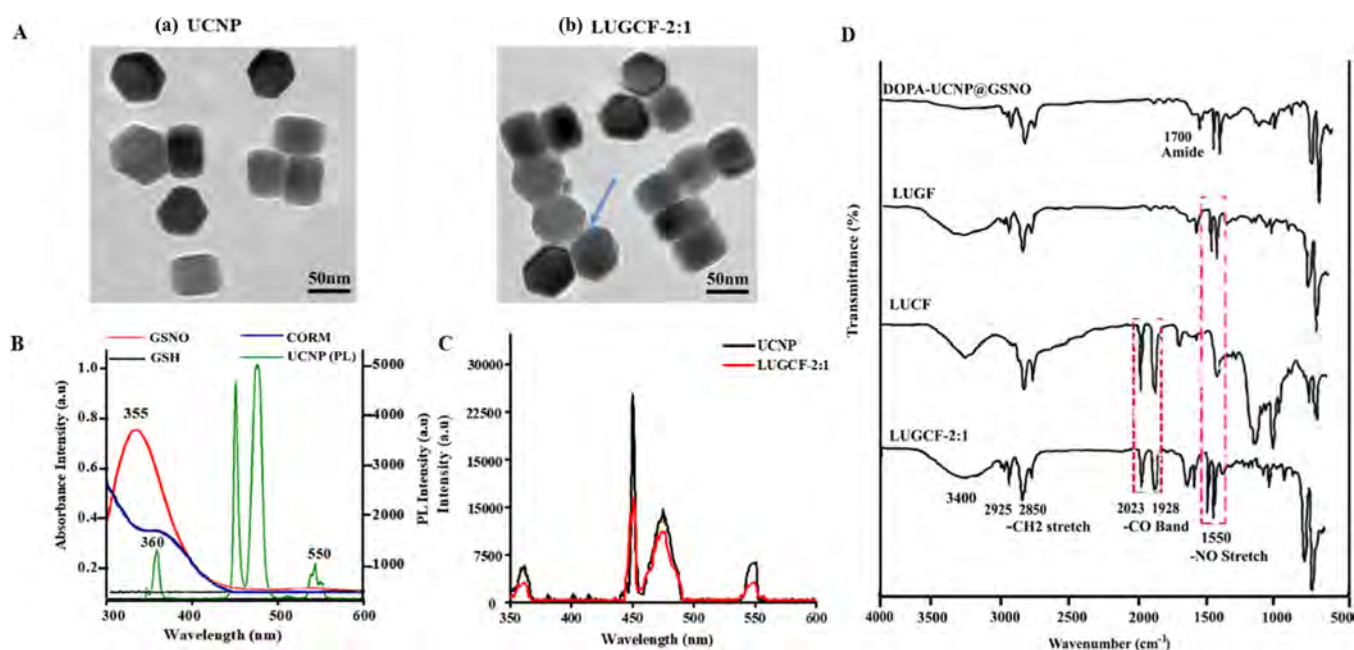 A
(a) UCNP
(b) LUGCF-2:1
50nm
50nm
B
GSNO
CORM
GSH
UCNP (PL)
Absorbance Intensity (a.u)
1.0
0.8
0.6
0.4
0.2
355
360
550
5000
4000
3000
2000
1000
PL Intensity (a.u)
300
400
500
600
Wavelength (nm)
C
UCNP
LUGCF-2:1
Intensity (a.u)
30000
22500
15000
7500
0
350
400
450
500
550
600
Wavelength (nm)
D
DOPA-UCNP@GSNO
1700
Amide
LUGF
LUCF
LUGCF-2:1
3400
2925
2850
-CH2 stretch
2023
1928
-CO Band
1550
-NO Stretch
Transmittance (%)
4000
3500
3000
2500
2000
1500
1000
500
Wavenumber (cm⁻¹)